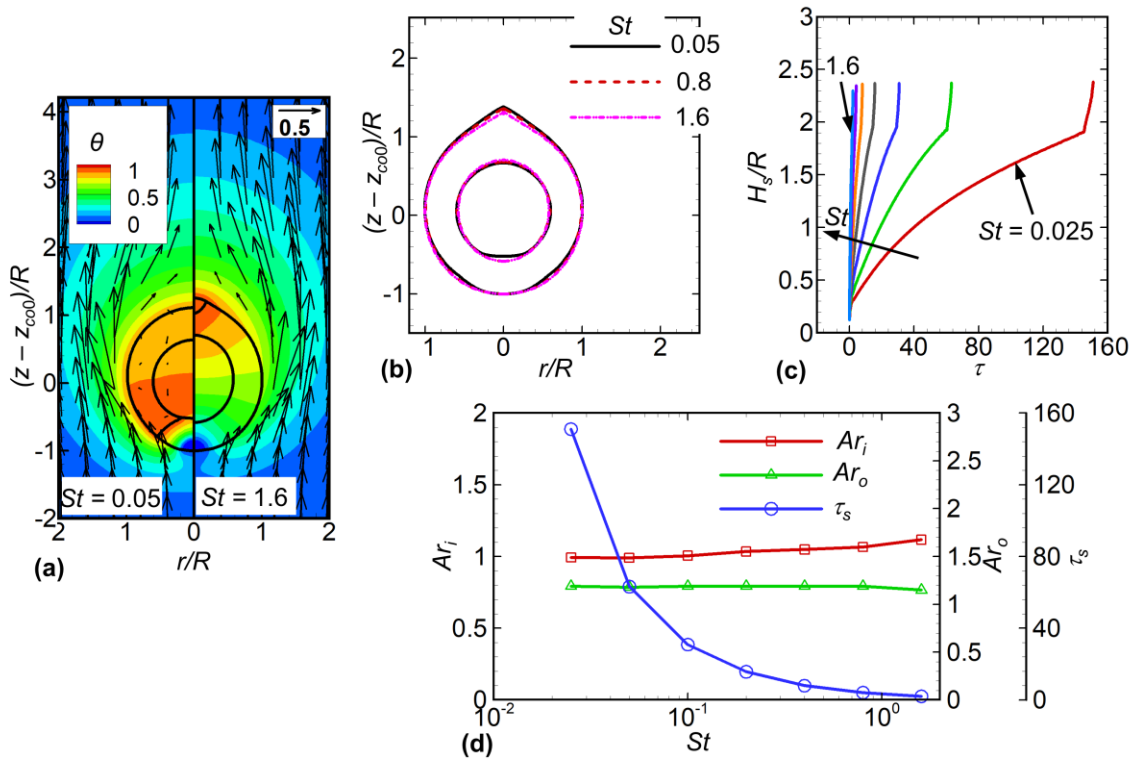 θ
1
0.5
0
0.5
4
3
2
1
0
-1
-2
(z − z_co0)/R
St = 0.05
St = 1.6
2 1 0 1 2
r/R
(a)
St
0.05
0.8
1.6
2
1
0
-1
(z − z_co0)/R
1 0 1 2
r/R
(b)
3
2.5
2
1.5
1
0.5
0
H_s/R
1.6
St
St = 0.025
0 40 80 120 160
τ
(c)
2
1.5
1
0.5
0
Ar_i
Ar_i
Ar_o
τ_s
3
2.5
2
1.5
1
0.5
0
Ar_o
160
120
80
40
0
τ_s
10^-2 10^-1 10^0
St
(d)